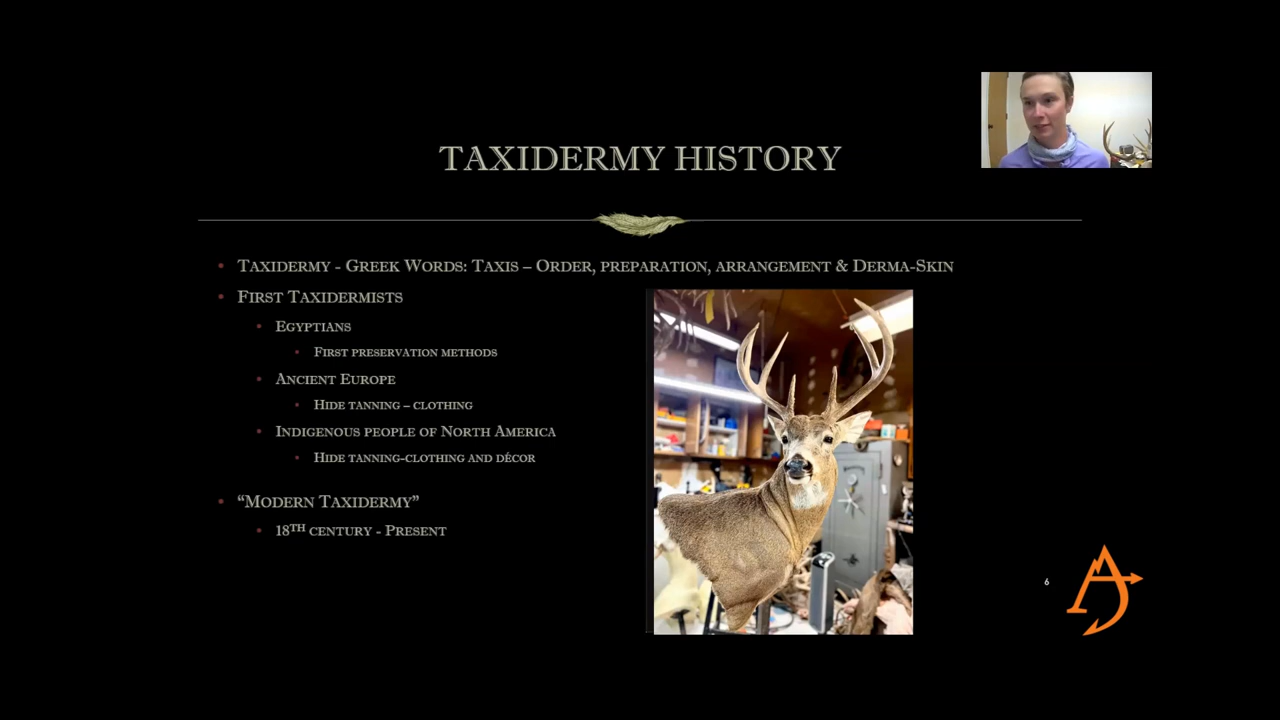 TAXIDERMY HISTORY
• TAXIDERMY - GREEK WORDS: TAXIS – ORDER, PREPARATION, ARRANGEMENT & DERMA-SKIN
• FIRST TAXIDERMISTS
• EGYPTIANS
• FIRST PRESERVATION METHODS
• ANCIENT EUROPE
• HIDE TANNING – CLOTHING
• INDIGENOUS PEOPLE OF NORTH AMERICA
• HIDE TANNING-CLOTHING AND DÉCOR
• “MODERN TAXIDERMY”
• 18TH CENTURY - PRESENT
6